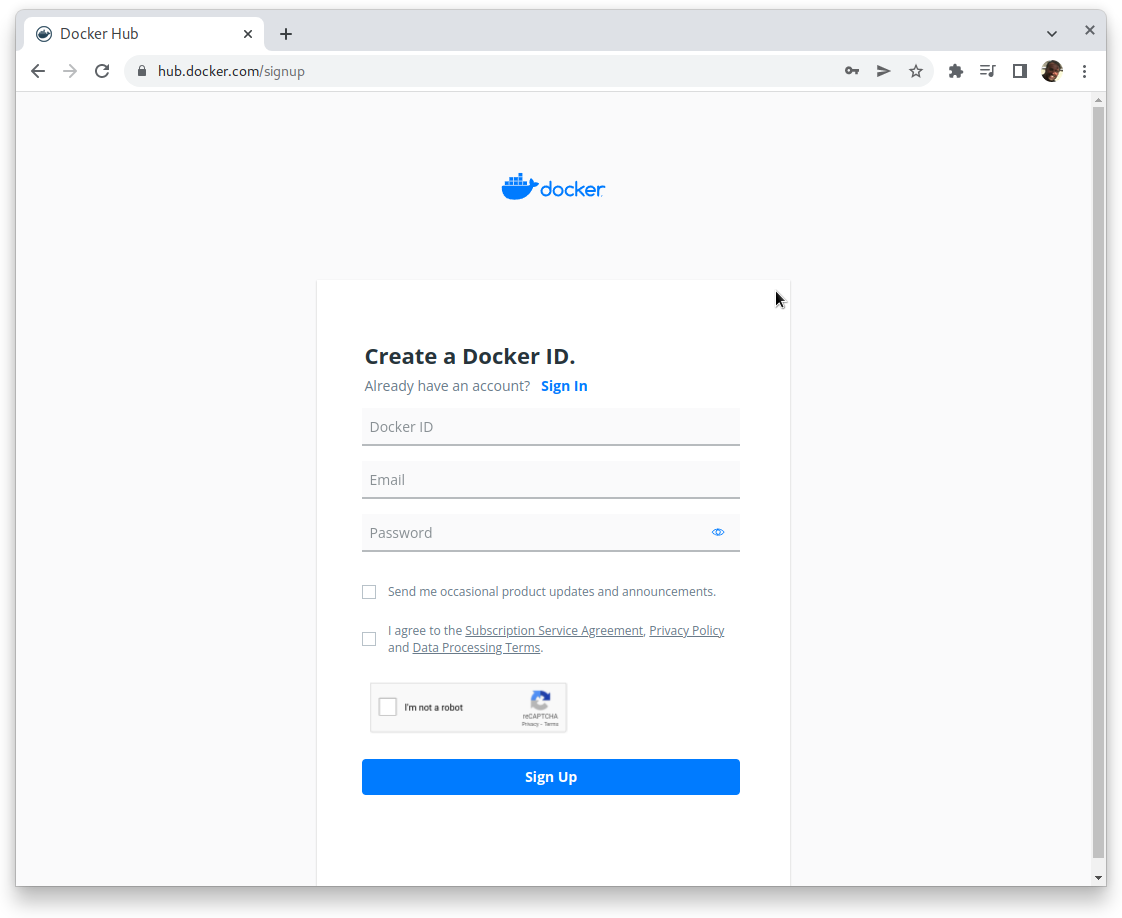 Docker Hub
hub.docker.com/signup
docker
Create a Docker ID.
Already have an account? Sign In
Docker ID
Email
Password
Send me occasional product updates and announcements.
I agree to the Subscription Service Agreement, Privacy Policy
and Data Processing Terms.
I'm not a robot
reCAPTCHA
Privacy - Terms
Sign Up